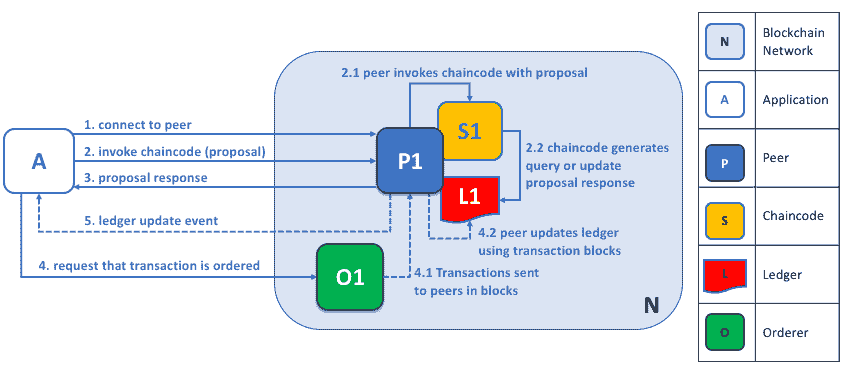 2.1 peer invokes chaincode with proposal
1. connect to peer
2. invoke chaincode (proposal)
3. proposal response
A
P1
S1
2.2 chaincode generates
query or update
proposal response
L1
5. ledger update event
4.2 peer updates ledger
using transaction blocks
4. request that transaction is ordered
O1
4.1 Transactions sent
to peers in blocks
N
N
Blockchain
Network
A
Application
P
Peer
S
Chaincode
L
Ledger
O
Orderer